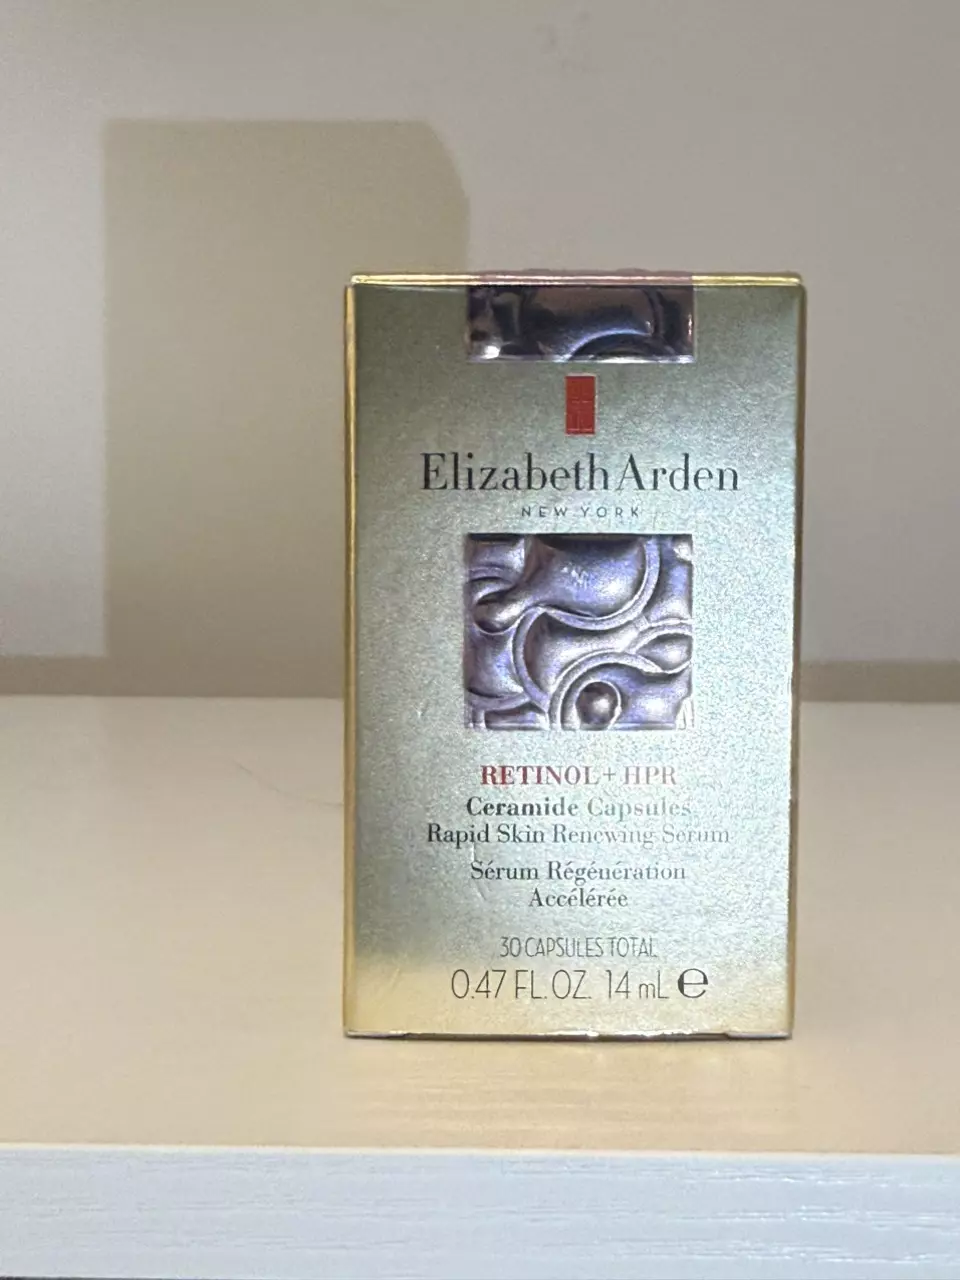 Elizabeth Arden
NEW YORK
RETINOL + HPR
Ceramide Capsules
Rapid Skin Renewing Serum
Sérum Régénération
Accélérée
30 CAPSULES TOTAL
0.47 FL. OZ. 14 mL e